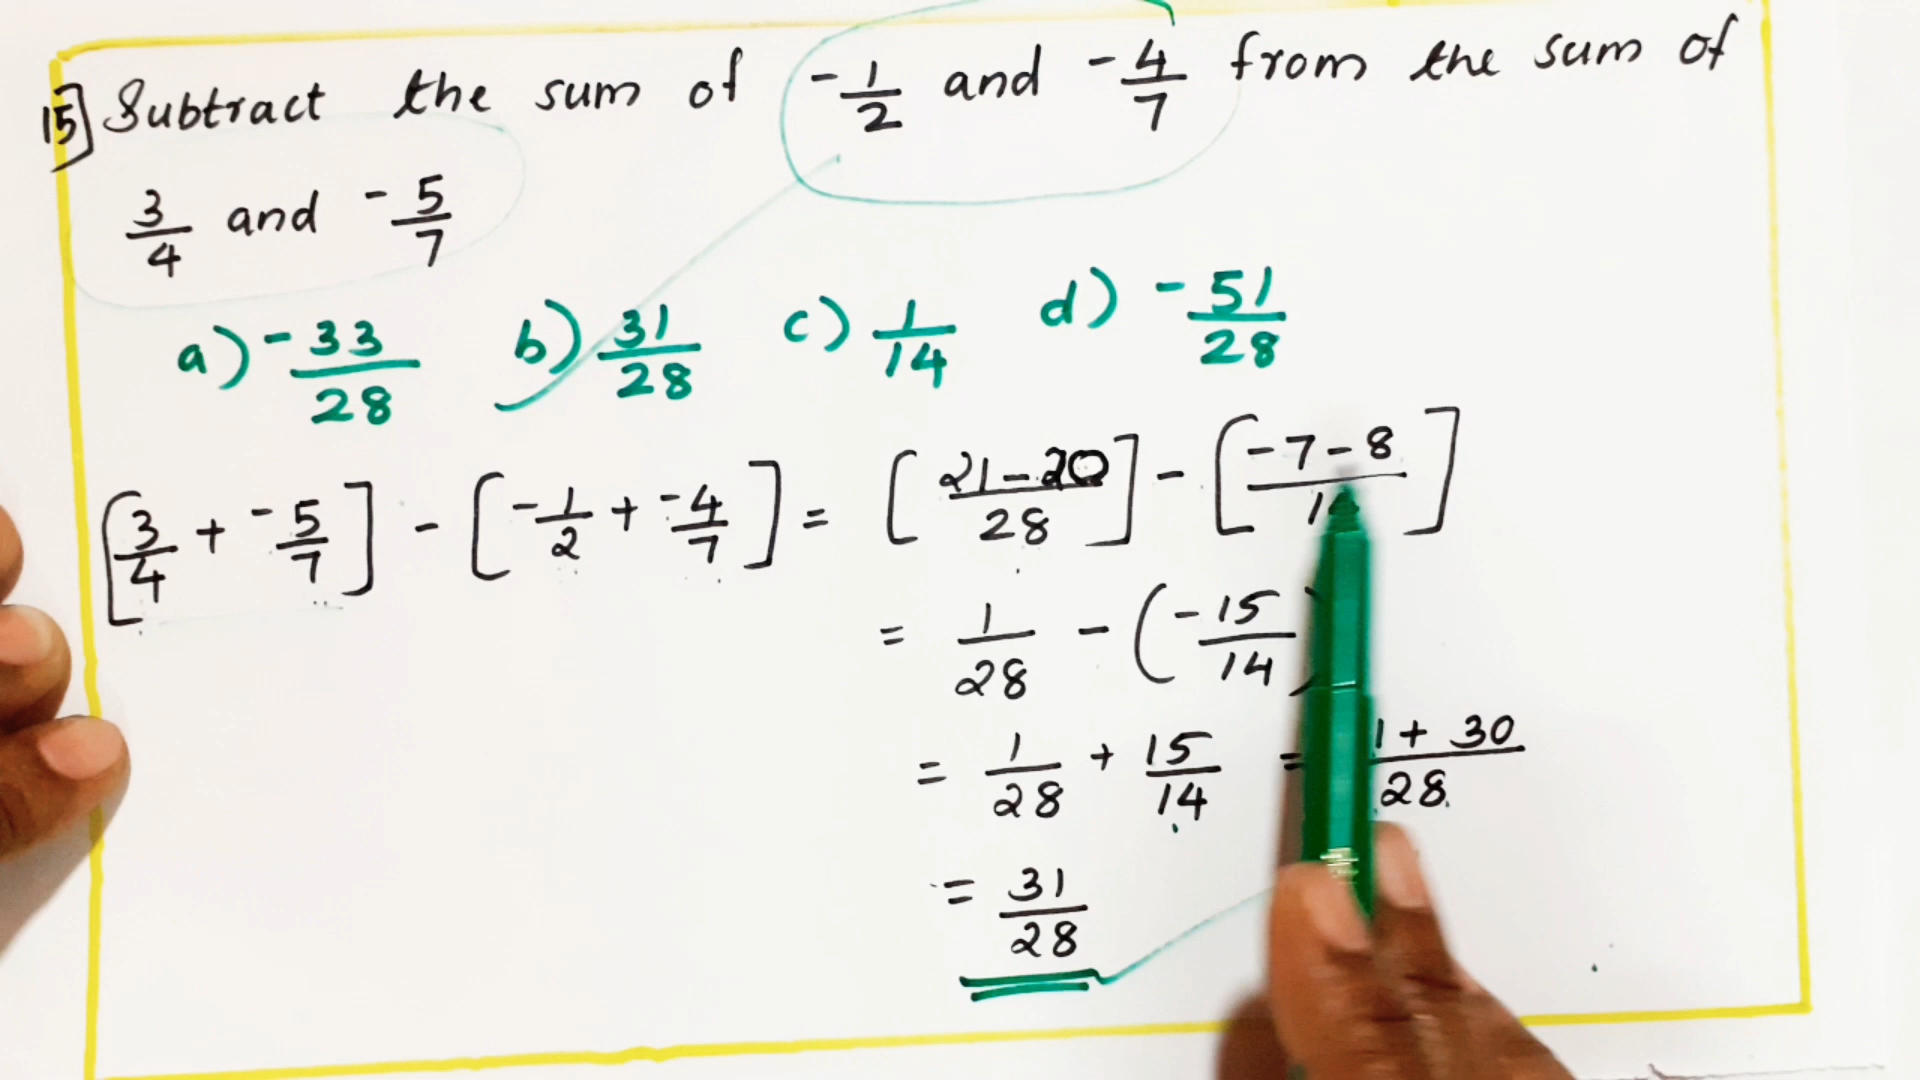 15] Subtract the sum of -1/2 and -4/7 from the sum of
3/4 and -5/7
a) -33/28 b) 31/28 c) 1/14 d) -51/28
[3/4 + -5/7] - [-1/2 + -4/7] = [21-20/28] - [-7-8/1]
= 1/28 - (-15/14)
= 1/28 + 15/14 = 1+30/28
= 31/28